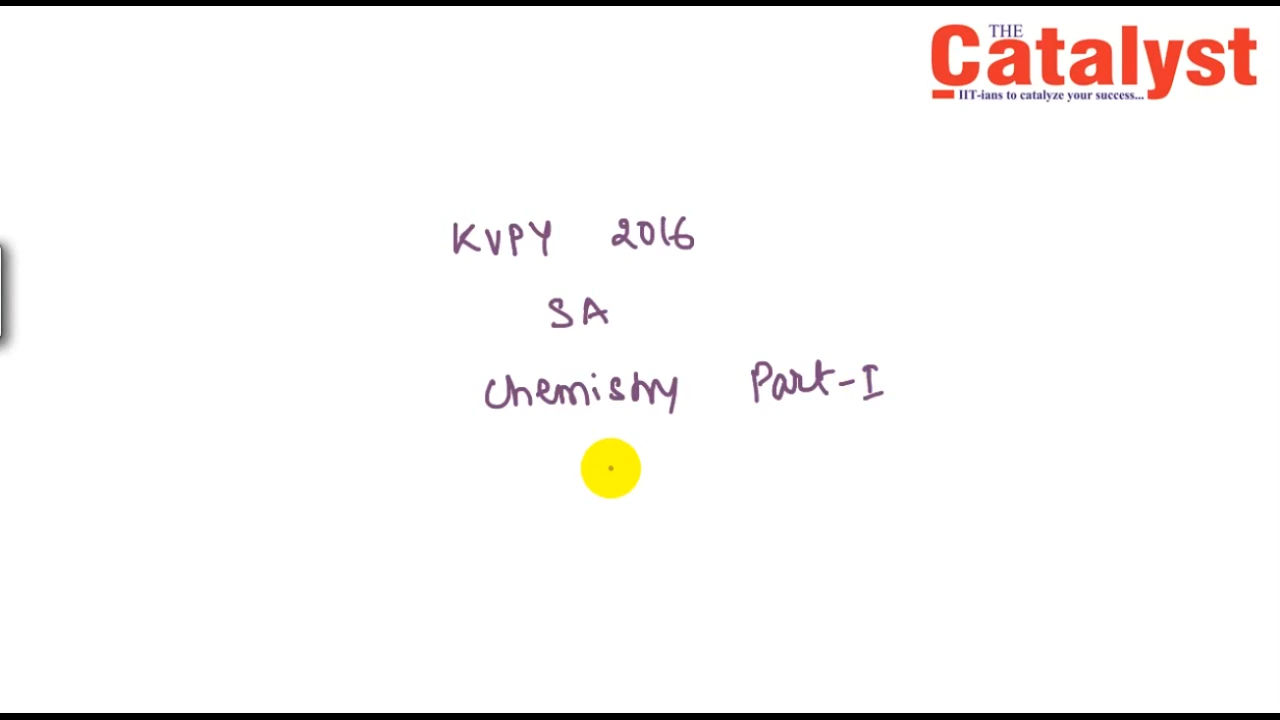 THE
Catalyst
IIT-ians to catalyze your success...
KVPY 2016
SA
Chemistry Part-I